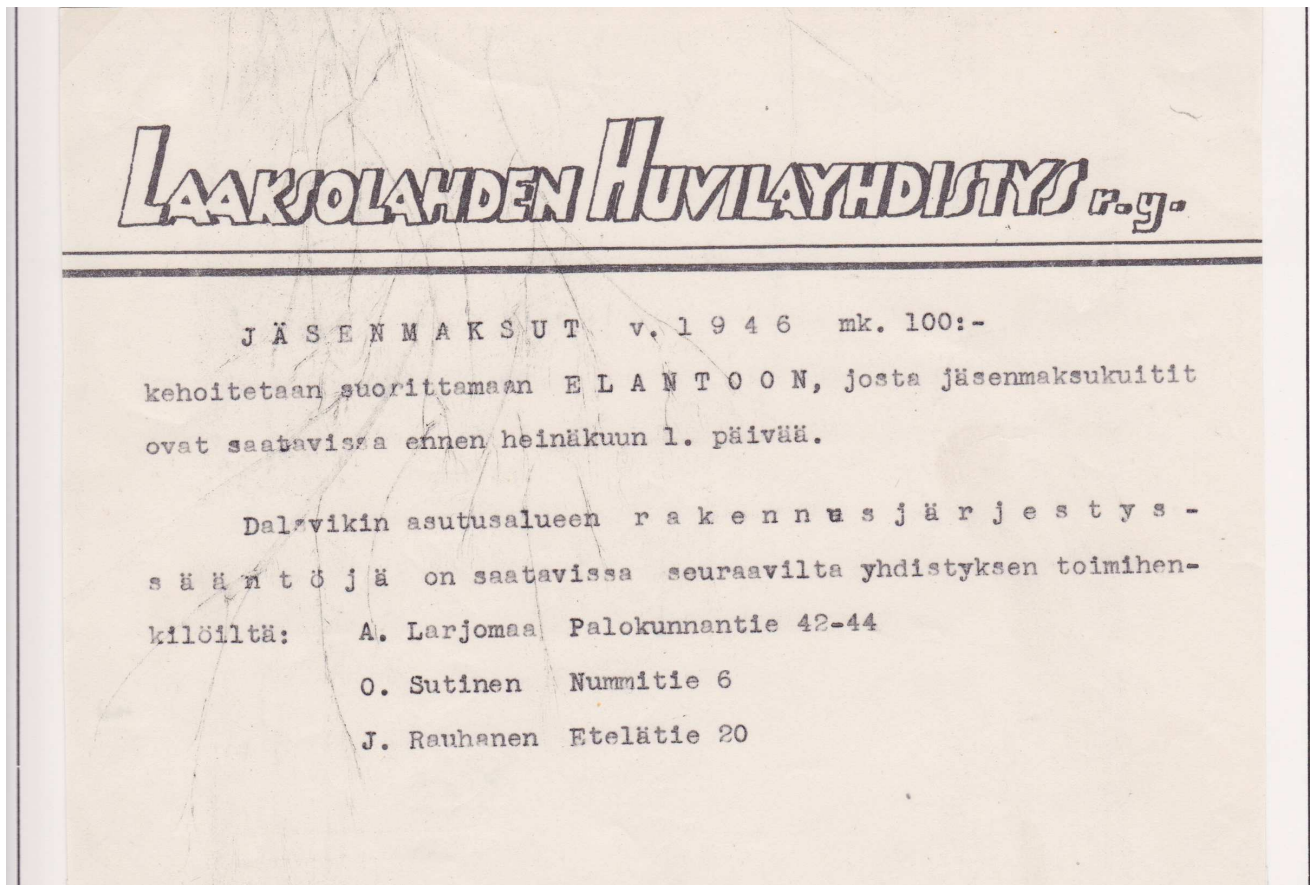 LAAKSOLAHDEN HUVILAYHDISTYS r.y.
J Ä S E N M A K S U T v. 1 9 4 6 mk. 100:-
kehoitetaan suorittamaan E L A N T O O N, josta jäsenmaksukuitit
ovat saatavissa ennen heinäkuun 1. päivää.
Dalsvikin asutusalueen r a k e n n u s j ä r j e s t y s -
s ä ä n t ö j ä on saatavissa seuraavilta yhdistyksen toimihen-
kilöiltä: A. Larjomaa Palokunnantie 42-44
O. Sutinen Nummitie 6
J. Rauhanen Etelätie 20